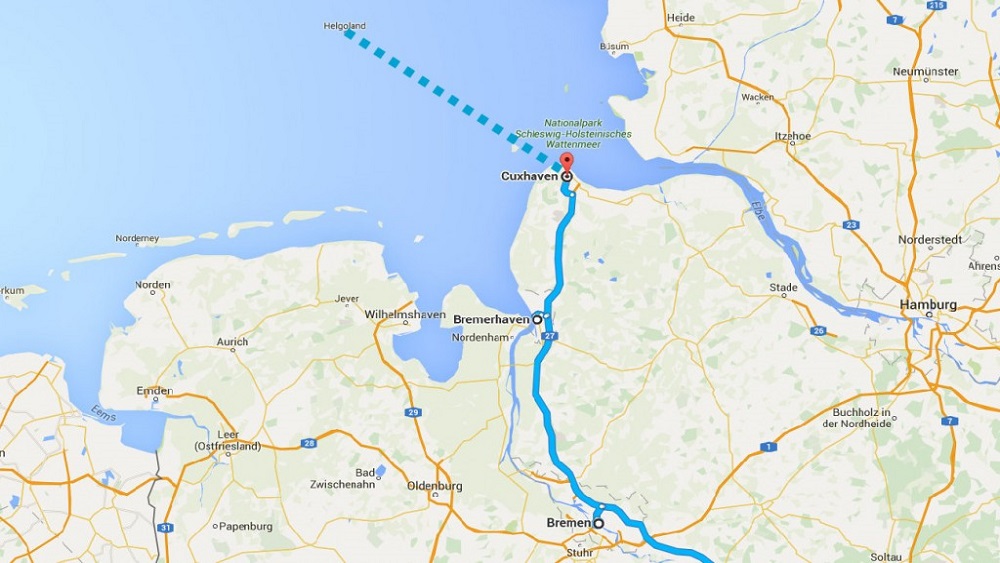 Helgoland
Heide
7
115
Büsum
Neumünster
Wacken
Nationalpark
Schleswig-Holsteinisches
Wattenmeer
Itzehoe
Cuxhaven
Elbe
23
Norderney
Norderstedt
Ahrens
Norden
Jever
Stade
rkum
Wilhelmshaven
Bremerhaven
Hamburg
Nordenham
27
26
Aurich
Emden
Ems
29
Buchholz in
der Nordheide
7
Leer
(Ostfriesland)
28
1
Bad
Zwischenahn
Oldenburg
n
Papenburg
31
Bremen
Stuhr
Soltau